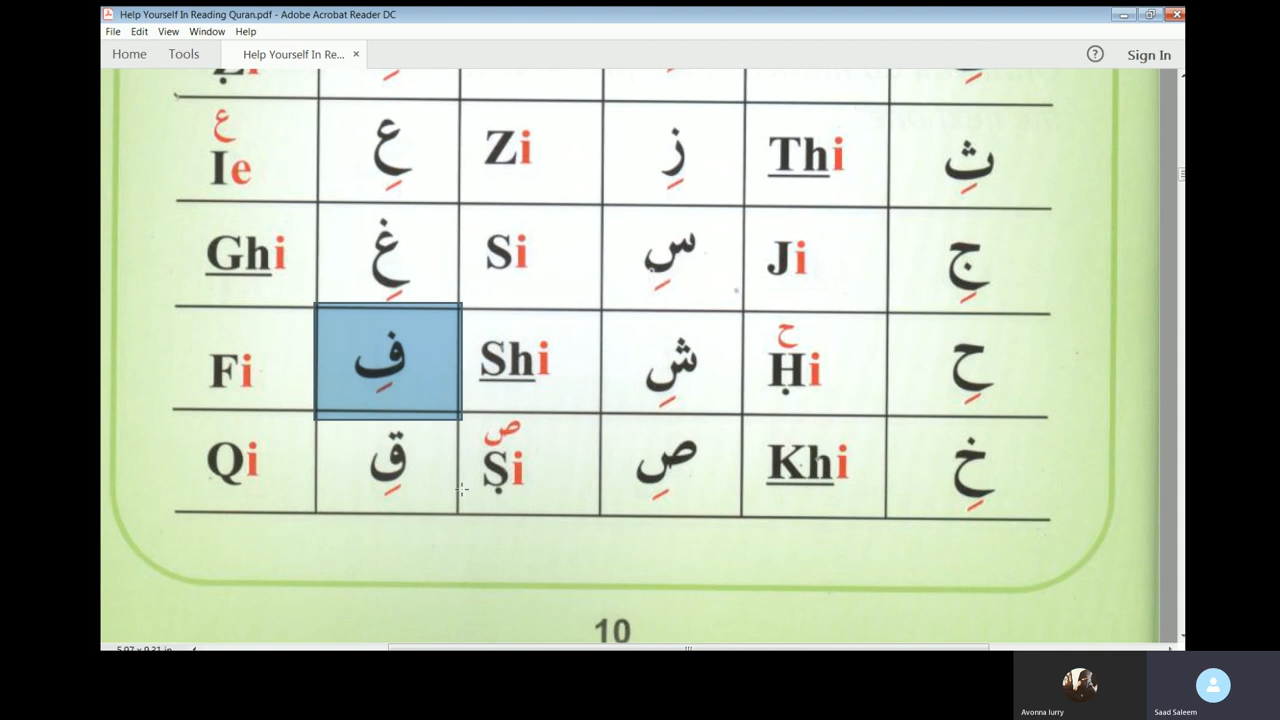 Help Yourself In Reading Quran.pdf - Adobe Acrobat Reader DC
File Edit View Window Help
Home Tools Help Yourself In Re... × ? Sign In
ع
Ie عِ Zi زِ Thi ثِ
Ghi غِ Si سِ Ji جِ
ح
Fi فِ Shi شِ Ḥi حِ
ص
Qi قِ Ṣi صِ Khi خِ
10
Avonna lurry Saad Saleem